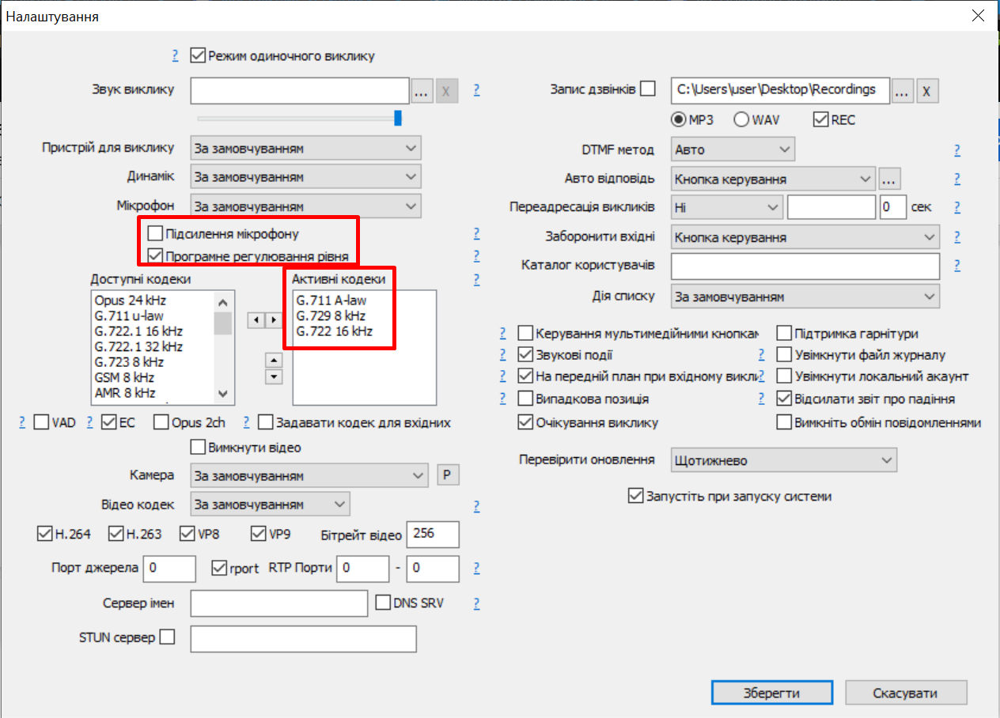 Налаштування
? Режим одиночного виклику
Звук виклику ... X ?
Пристрій для виклику За замовчуванням
Динамік За замовчуванням
Мікрофон За замовчуванням
Підсилення мікрофону ?
Програмне регулювання рівня ?
Доступні кодеки Активні кодеки ?
Opus 24 kHz
G.711 u-law
G.722.1 16 kHz
G.722.1 32 kHz
G.723 8 kHz
GSM 8 kHz
AMR 8 kHz
G.711 A-law
G.729 8 kHz
G.722 16 kHz
? VAD ? EC Opus 2ch ? Задавати кодек для вхідних
Вимкнути відео
Камера За замовчуванням P
Відео кодек За замовчуванням ?
H.264 H.263 VP8 VP9 Бітрейт відео 256
Порт джерела 0 rport RTP Порти 0 - 0 ?
Сервер імен DNS SRV ?
STUN сервер
Запис дзвінків C:\Users\user\Desktop\Recordings ... X
MP3 WAV REC
DTMF метод Авто ?
Авто відповідь Кнопка керування ... ?
Переадресація викликів Ні 0 сек ?
Заборонити вхідні Кнопка керування ?
Каталог користувачів ?
Дія списку За замовчуванням
? Керування мультимедійними кнопкам Підтримка гарнітури
? Звукові події ? Увімкнути файл журналу
? На передній план при вхідному викли ? Увімкнути локальний акаунт
? Випадкова позиція ? Відсилати звіт про падіння
Очікування виклику Вимкніть обмін повідомленнями
Перевірити оновлення Щотижнево
Запустіть при запуску системи
Зберегти Скасувати